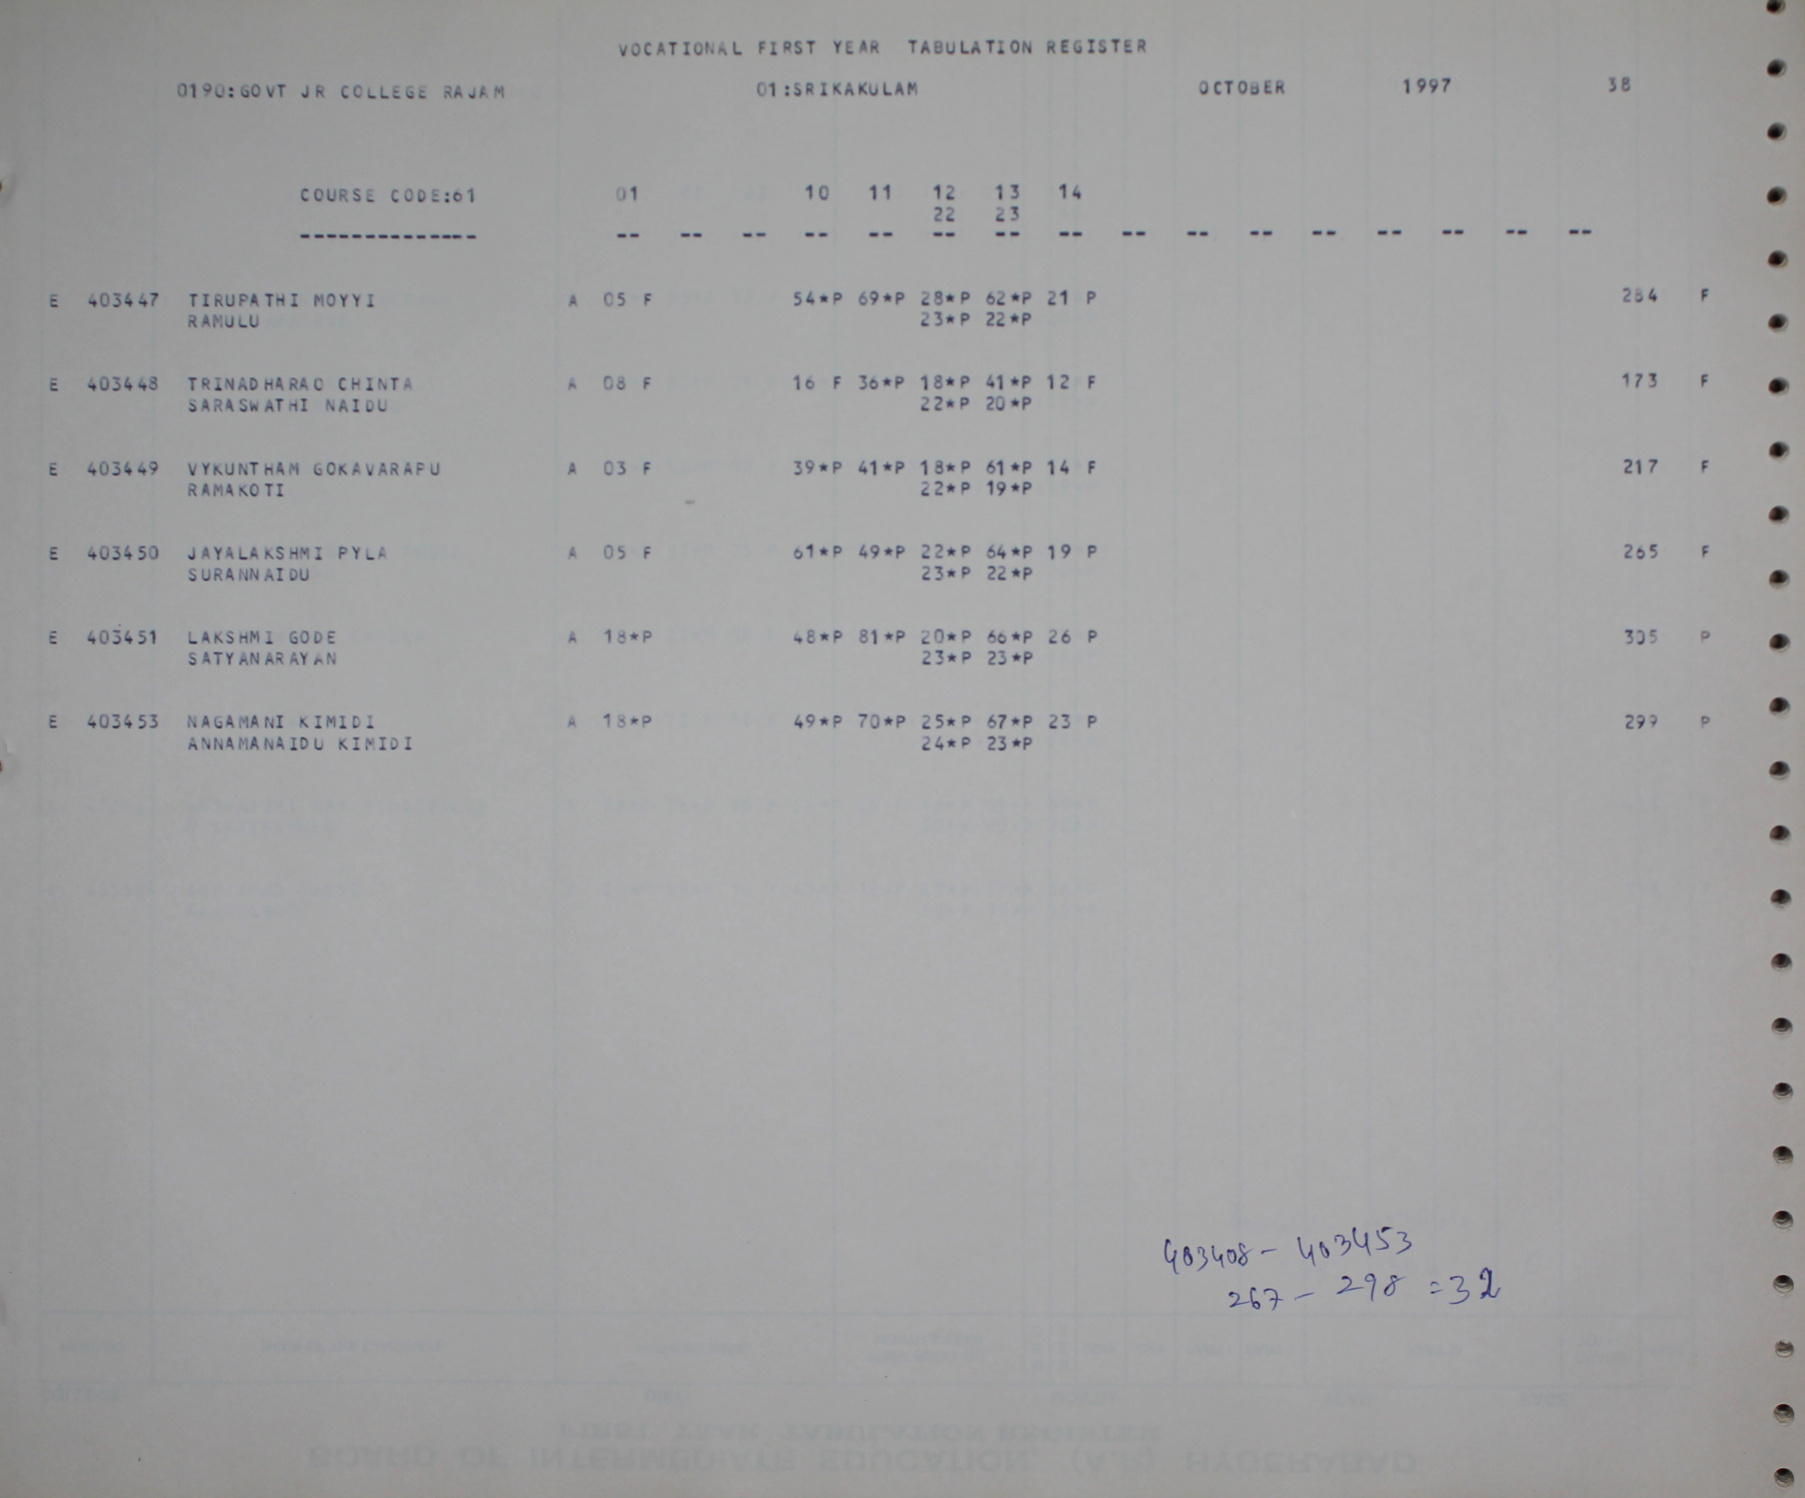 VOCATIONAL FIRST YEAR TABULATION REGISTER
0190:GOVT JR COLLEGE RAJAM 01:SRIKAKULAM OCTOBER 1997 38
COURSE CODE:61 01 10 11 12 13 14
22 23
-------------- -- -- -- -- -- -- -- -- -- -- -- -- -- -- -- --
E 403447 TIRUPATHI MOYYI A 05 F 54*P 69*P 28*P 62*P 21 P 284 F
RAMULU 23*P 22*P
E 403448 TRINADHARAO CHINTA A 08 F 16 F 36*P 18*P 41*P 12 F 173 F
SARASWATHI NAIDU 22*P 20*P
E 403449 VYKUNTHAM GOKAVARAPU A 03 F 39*P 41*P 18*P 61*P 14 F 217 F
RAMAKOTI 22*P 19*P
E 403450 JAYALAKSHMI PYLA A 05 F 61*P 49*P 22*P 64*P 19 P 265 F
SURANNAIDU 23*P 22*P
E 403451 LAKSHMI GODE A 18*P 48*P 81*P 20*P 66*P 26 P 305 P
SATYANARAYAN 23*P 23*P
E 403453 NAGAMANI KIMIDI A 18*P 49*P 70*P 25*P 67*P 23 P 299 P
ANNAMANAIDU KIMIDI 24*P 23*P
403408 - 403453
267 - 298 = 32